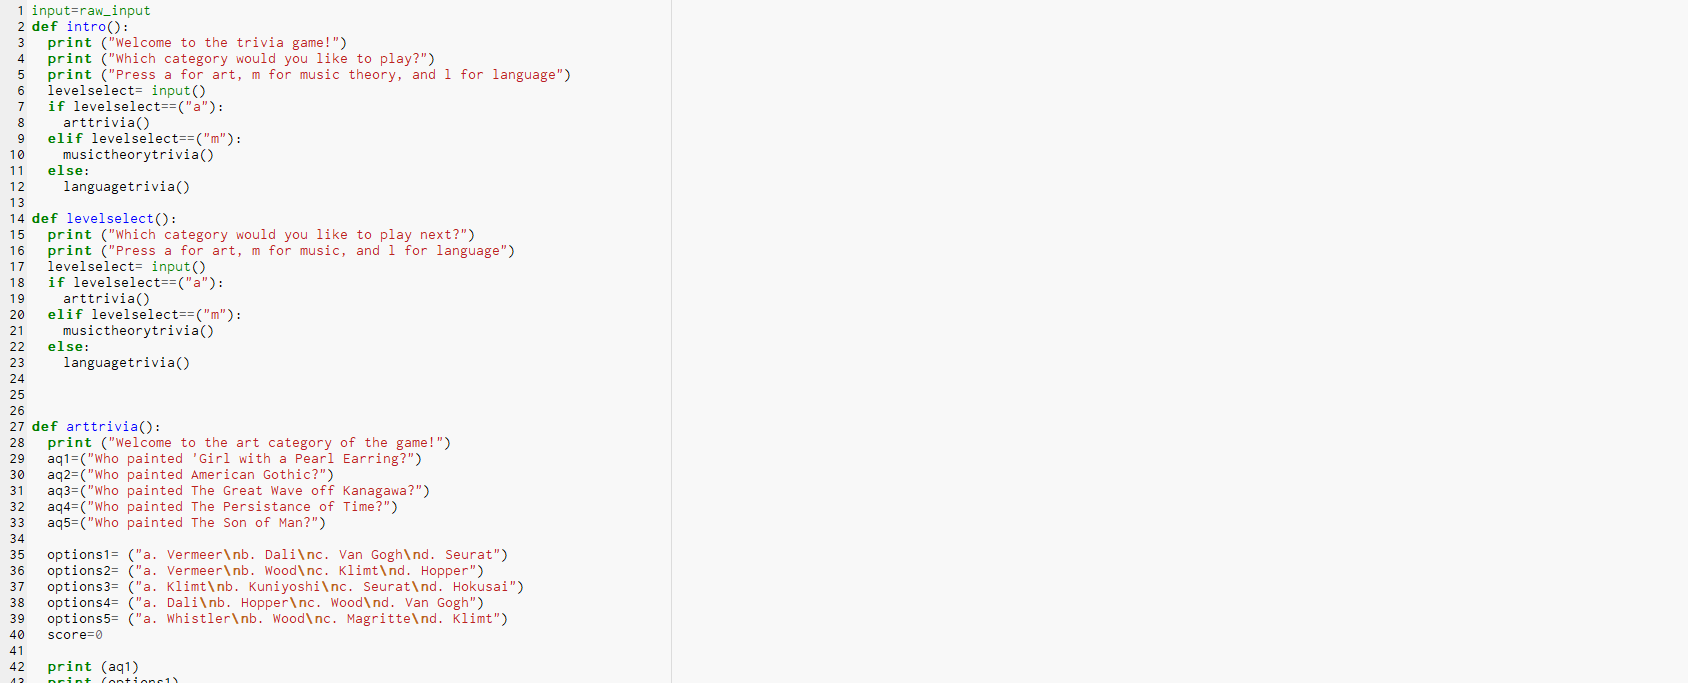 1 input=raw_input
2 def intro():
3 print ("Welcome to the trivia game!")
4 print ("Which category would you like to play?")
5 print ("Press a for art, m for music theory, and l for language")
6 levelselect= input()
7 if levelselect==("a"):
8 arttrivia()
9 elif levelselect==("m"):
10 musictheorytrivia()
11 else:
12 languagetrivia()
13
14 def levelselect():
15 print ("Which category would you like to play next?")
16 print ("Press a for art, m for music, and l for language")
17 levelselect= input()
18 if levelselect==("a"):
19 arttrivia()
20 elif levelselect==("m"):
21 musictheorytrivia()
22 else:
23 languagetrivia()
24
25
26
27 def arttrivia():
28 print ("Welcome to the art category of the game!")
29 aq1=("Who painted 'Girl with a Pearl Earring?")
30 aq2=("Who painted American Gothic?")
31 aq3=("Who painted The Great Wave off Kanagawa?")
32 aq4=("Who painted The Persistance of Time?")
33 aq5=("Who painted The Son of Man?")
34
35 options1= ("a. Vermeer\nb. Dali\nc. Van Gogh\nd. Seurat")
36 options2= ("a. Vermeer\nb. Wood\nc. Klimt\nd. Hopper")
37 options3= ("a. Klimt\nb. Kuniyoshi\nc. Seurat\nd. Hokusai")
38 options4= ("a. Dali\nb. Hopper\nc. Wood\nd. Van Gogh")
39 options5= ("a. Whistler\nb. Wood\nc. Magritte\nd. Klimt")
40 score=0
41
42 print (aq1)
43 print (options1)